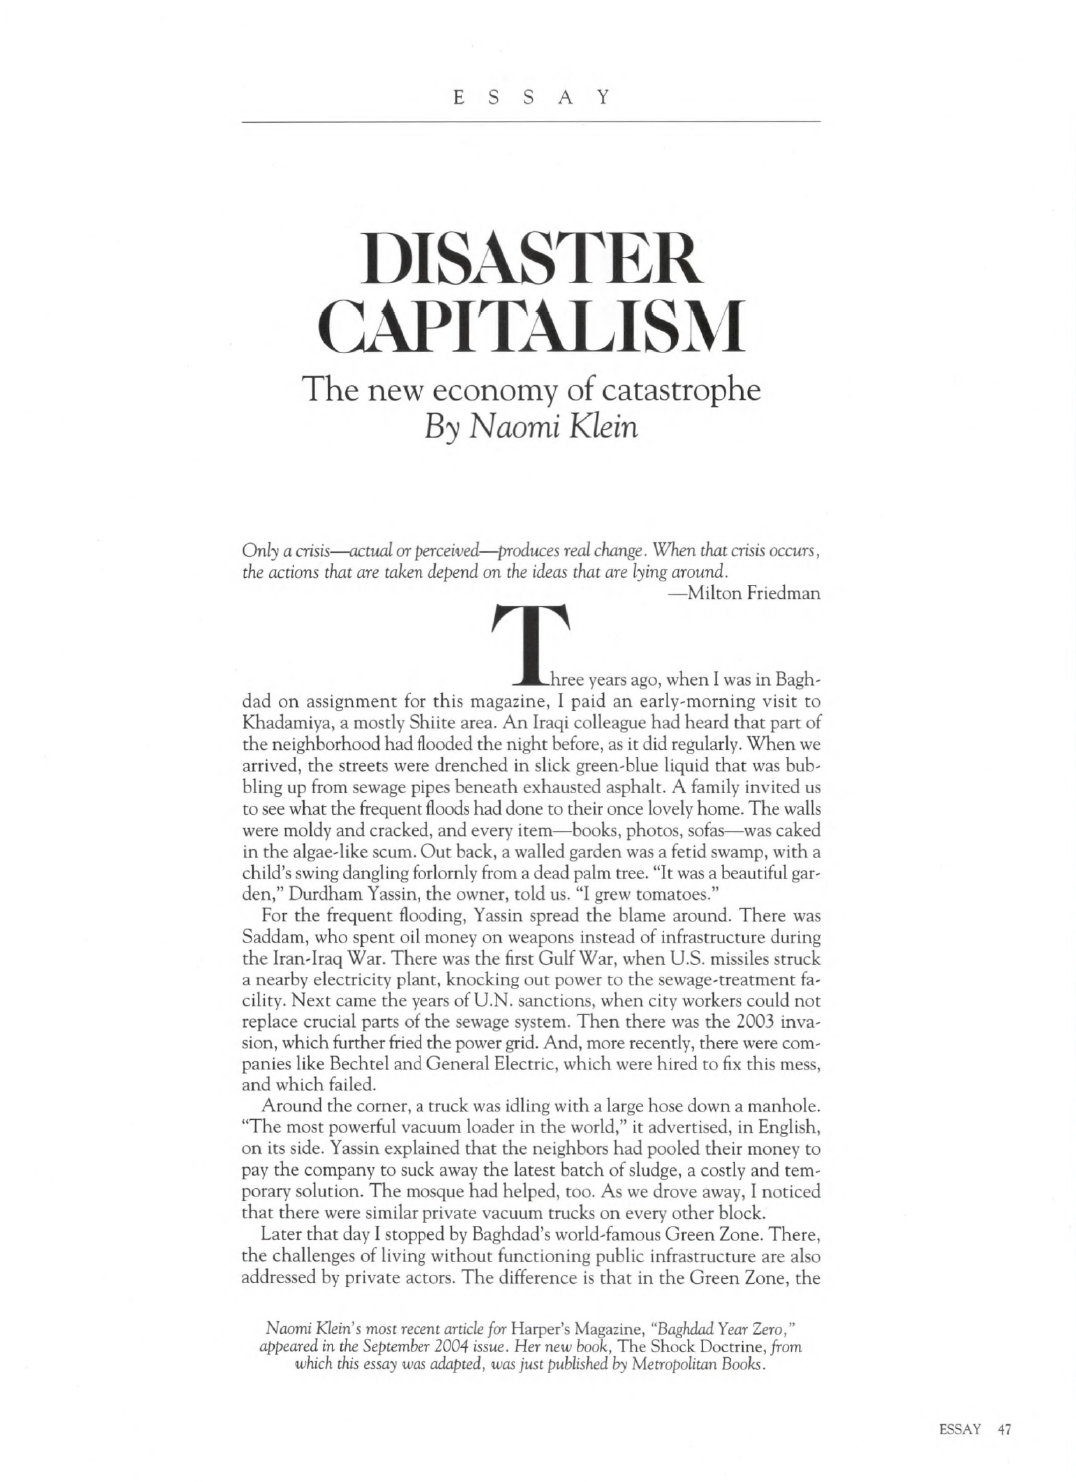 E S S A Y
DISASTER
CAPITALISM
The new economy of catastrophe
By Naomi Klein
Only a crisis—actual or perceived—produces real change. When that crisis occurs,
the actions that are taken depend on the ideas that are lying around.
—Milton Friedman
Three years ago, when I was in Bagh-
dad on assignment for this magazine, I paid an early-morning visit to
Khadamiya, a mostly Shiite area. An Iraqi colleague had heard that part of
the neighborhood had flooded the night before, as it did regularly. When we
arrived, the streets were drenched in slick green-blue liquid that was bub-
bling up from sewage pipes beneath exhausted asphalt. A family invited us
to see what the frequent floods had done to their once lovely home. The walls
were moldy and cracked, and every item—books, photos, sofas—was caked
in the algae-like scum. Out back, a walled garden was a fetid swamp, with a
child's swing dangling forlornly from a dead palm tree. “It was a beautiful gar-
den,” Durdham Yassin, the owner, told us. “I grew tomatoes.”
For the frequent flooding, Yassin spread the blame around. There was
Saddam, who spent oil money on weapons instead of infrastructure during
the Iran-Iraq War. There was the first Gulf War, when U.S. missiles struck
a nearby electricity plant, knocking out power to the sewage-treatment fa-
cility. Next came the years of U.N. sanctions, when city workers could not
replace crucial parts of the sewage system. Then there was the 2003 inva-
sion, which further fried the power grid. And, more recently, there were com-
panies like Bechtel and General Electric, which were hired to fix this mess,
and which failed.
Around the corner, a truck was idling with a large hose down a manhole.
“The most powerful vacuum loader in the world,” it advertised, in English,
on its side. Yassin explained that the neighbors had pooled their money to
pay the company to suck away the latest batch of sludge, a costly and tem-
porary solution. The mosque had helped, too. As we drove away, I noticed
that there were similar private vacuum trucks on every other block.
Later that day I stopped by Baghdad's world-famous Green Zone. There,
the challenges of living without functioning public infrastructure are also
addressed by private actors. The difference is that in the Green Zone, the
Naomi Klein's most recent article for Harper's Magazine, “Baghdad Year Zero,”
appeared in the September 2004 issue. Her new book, The Shock Doctrine, from
which this essay was adapted, was just published by Metropolitan Books.
ESSAY 47